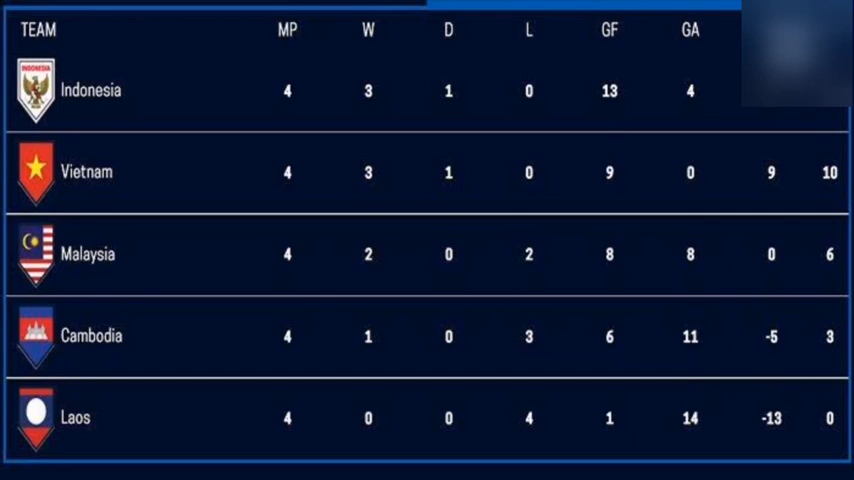 TEAM MP W D L GF GA
INDONESIA
Indonesia 4 3 1 0 13 4
Vietnam 4 3 1 0 9 0 9 10
Malaysia 4 2 0 2 8 8 0 6
Cambodia 4 1 0 3 6 11 -5 3
Laos 4 0 0 4 1 14 -13 0